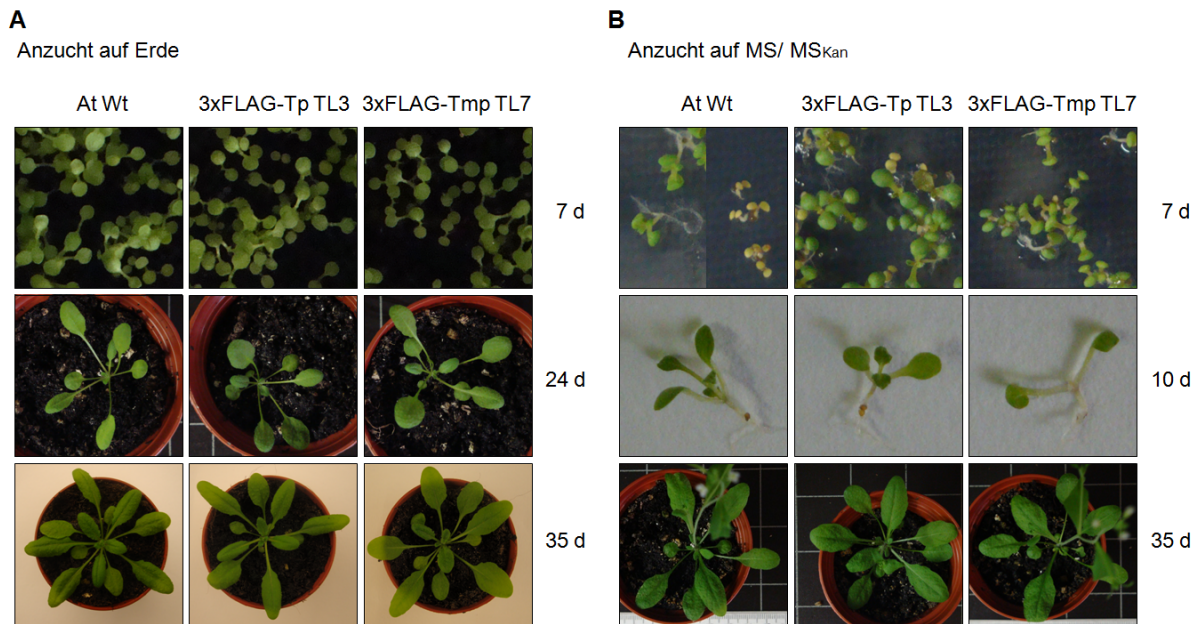 A
Anzucht auf Erde
At Wt
3xFLAG-Tp TL3
3xFLAG-Tmp TL7
7 d
24 d
35 d
B
Anzucht auf MS/ MSKan
At Wt
3xFLAG-Tp TL3
3xFLAG-Tmp TL7
7 d
10 d
35 d